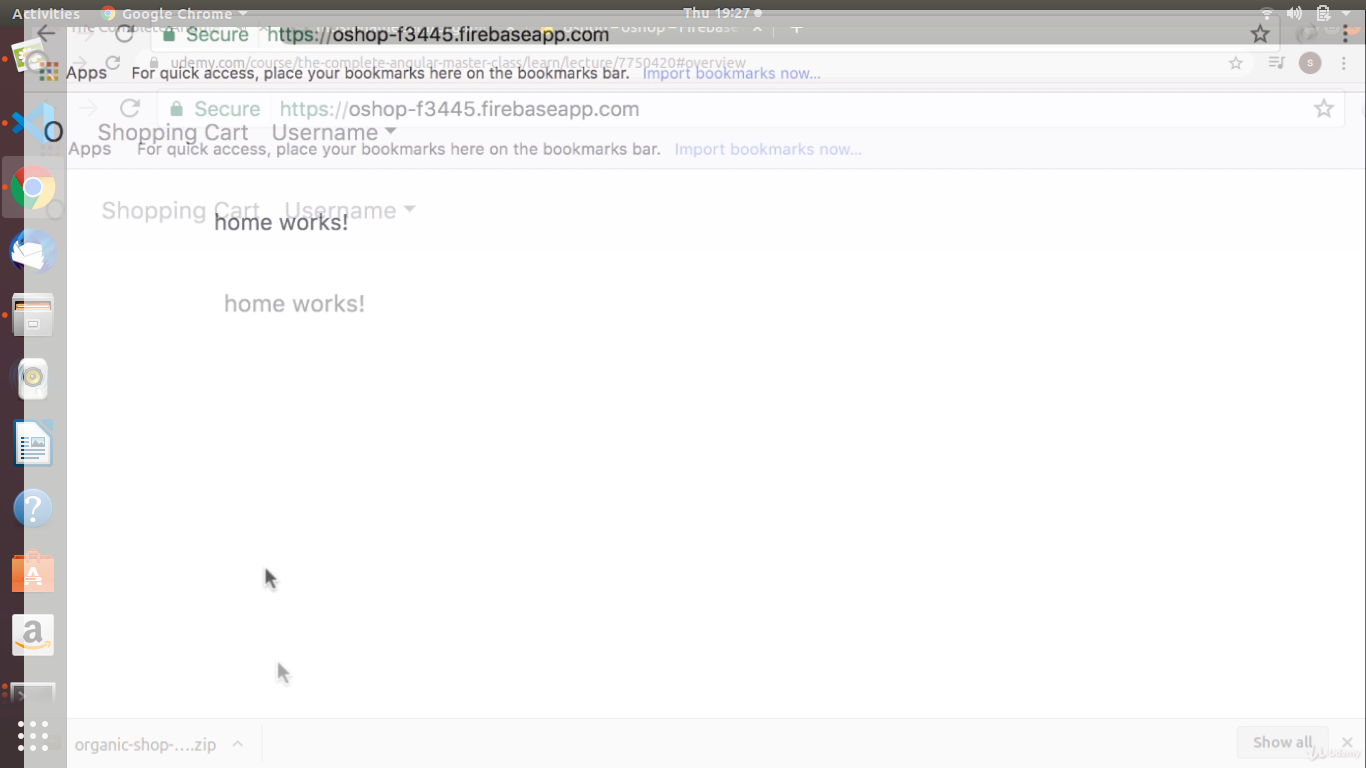 Activities Google Chrome Thu 19:27
Secure https://oshop-f3445.firebaseapp.com
udemy.com/course/the-complete-angular-master-class/learn/lecture/7750420#overview
Apps For quick access, place your bookmarks here on the bookmarks bar. Import bookmarks now...
Secure https://oshop-f3445.firebaseapp.com
O Shopping Cart Username
Apps For quick access, place your bookmarks here on the bookmarks bar. Import bookmarks now...
O Shopping Cart Username
home works!
home works!
organic-shop-....zip Show all
Udemy